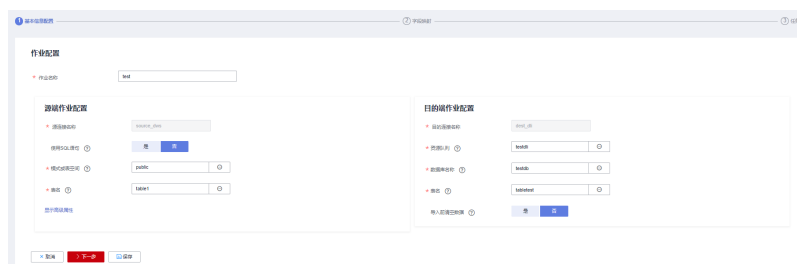 1 基本信息配置
2 字段映射
3
作业配置
* 作业名称 test
源端作业配置
* 源连接名称 source_dws
使用SQL语句 是 否
* 模式或表空间 public
* 表名 table1
显示高级属性
目的端作业配置
* 目的连接名称 dest_dli
* 资源队列 testdli
* 数据库名称 testdb
* 表名 tabletest
导入前清空数据 是 否
× 取消 > 下一步 保存